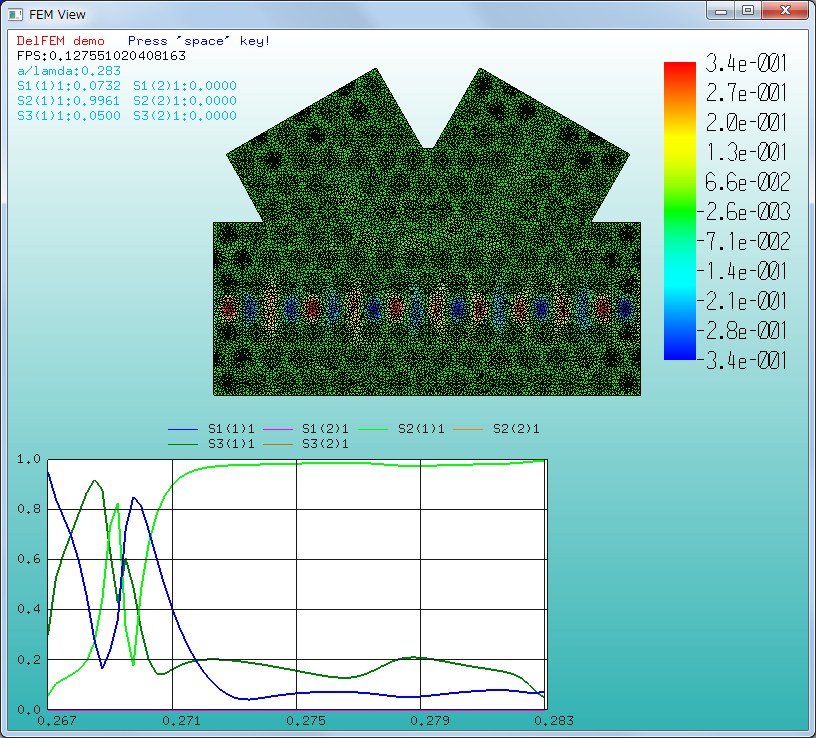 FEM View
DelFEM demo Press "space" key!
FPS:0.127551020408163
a/lamda:0.283
S1(1)1:0.0732 S1(2)1:0.0000
S2(1)1:0.9961 S2(2)1:0.0000
S3(1)1:0.0500 S3(2)1:0.0000
3.4e-001
2.7e-001
2.0e-001
1.3e-001
6.6e-002
-2.6e-003
-7.1e-002
-1.4e-001
-2.1e-001
-2.8e-001
-3.4e-001
S1(1)1 S1(2)1 S2(1)1 S2(2)1
S3(1)1 S3(2)1
1.0
0.8
0.6
0.4
0.2
0.0
0.267 0.271 0.275 0.279 0.283